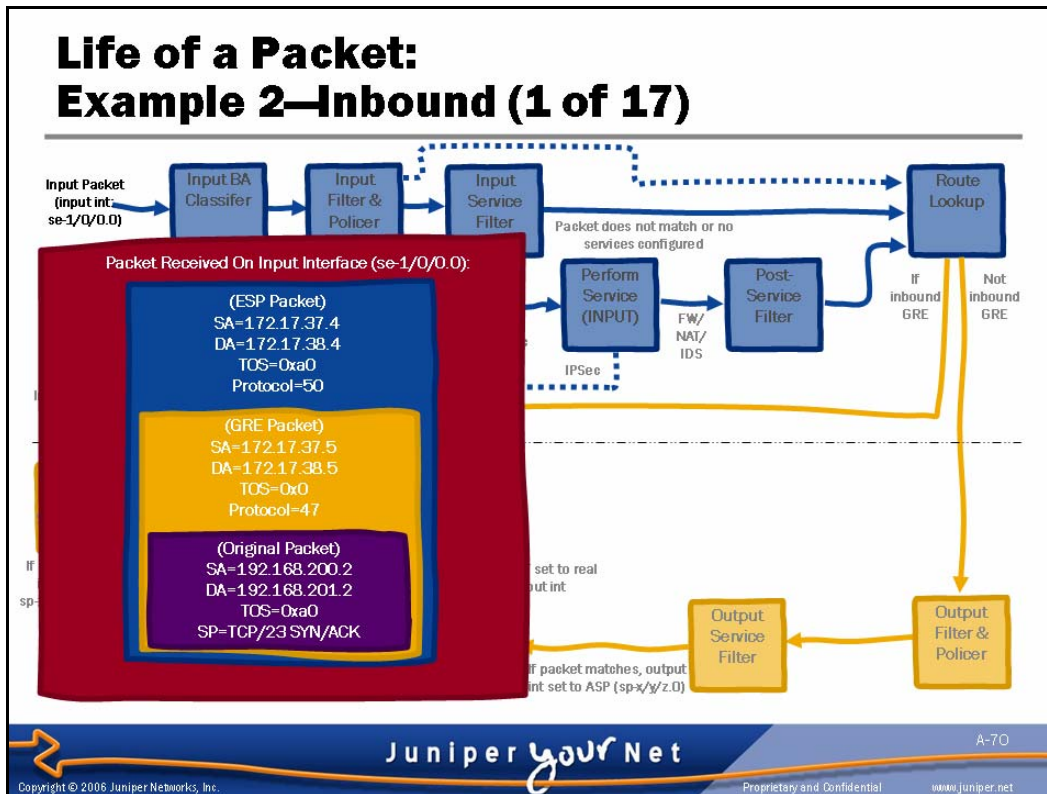 Life of a Packet:
Example 2—Inbound (1 of 17)
Input Packet
(input int:
se-1/0/0.0)
Input BA
Classifer
Input
Filter &
Policer
Input
Service
Filter
Route
Lookup
Packet does not match or no
services configured
Perform
Service
(INPUT)
FW/
NAT/
IDS
Post-
Service
Filter
IPSec
If
inbound
GRE
Not
inbound
GRE
Packet Received On Input Interface (se-1/0/0.0):
(ESP Packet)
SA=172.17.37.4
DA=172.17.38.4
TOS=0xa0
Protocol=50
(GRE Packet)
SA=172.17.37.5
DA=172.17.38.5
TOS=0x0
Protocol=47
(Original Packet)
SA=192.168.200.2
DA=192.168.201.2
TOS=0xa0
SP=TCP/23 SYN/ACK
If
set to real
int
If packet matches, output
int set to ASP (sp-x/y/z.0)
Output
Service
Filter
Output
Filter &
Policer
Juniper your Net
A-70
Copyright © 2006 Juniper Networks, Inc.
Proprietary and Confidential
www.juniper.net